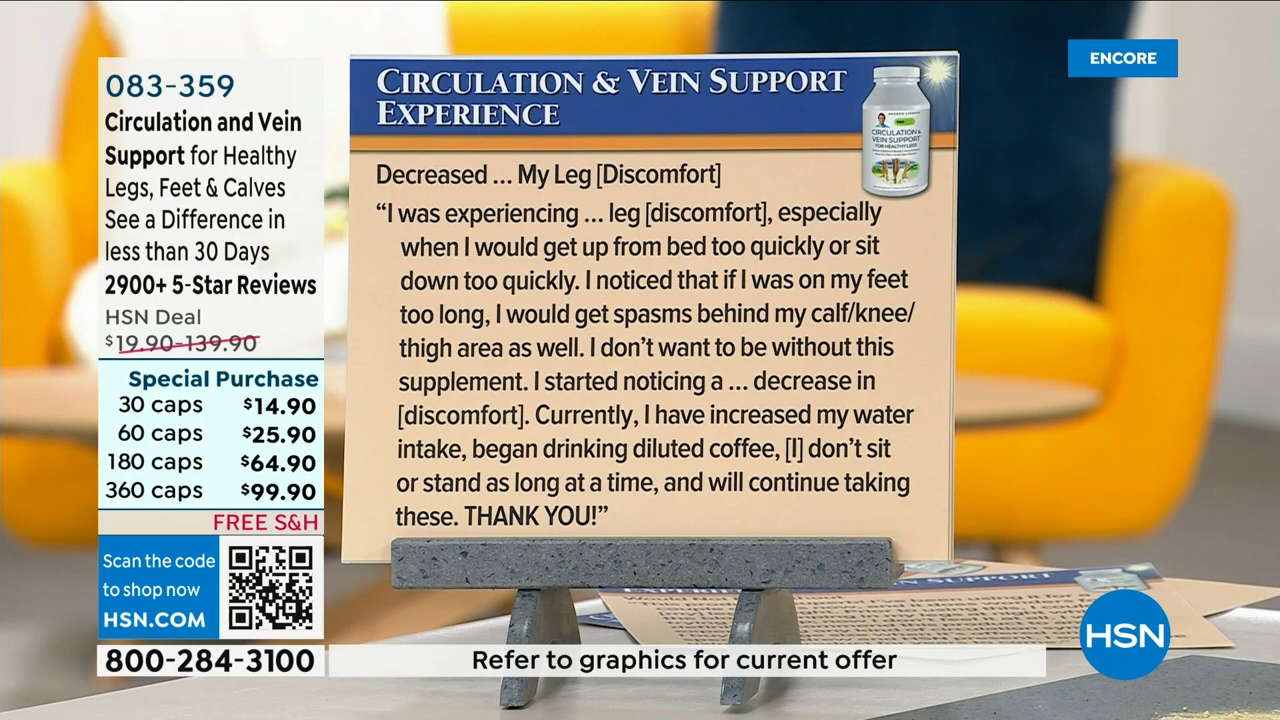 ENCORE
083-359
Circulation and Vein
Support for Healthy
Legs, Feet & Calves
See a Difference in
less than 30 Days
2900+ 5-Star Reviews
HSN Deal
$19.90-139.90
Special Purchase
30 caps $14.90
60 caps $25.90
180 caps $64.90
360 caps $99.90
FREE S&H
Scan the code
to shop now
HSN.COM
800-284-3100
CIRCULATION & VEIN SUPPORT
EXPERIENCE
CIRCULATION &
VEIN SUPPORT
FOR HEALTHY LEGS
Decreased ... My Leg [Discomfort]
“I was experiencing ... leg [discomfort], especially
when I would get up from bed too quickly or sit
down too quickly. I noticed that if I was on my feet
too long, I would get spasms behind my calf/knee/
thigh area as well. I don’t want to be without this
supplement. I started noticing a ... decrease in
[discomfort]. Currently, I have increased my water
intake, began drinking diluted coffee, [I] don’t sit
or stand as long at a time, and will continue taking
these. THANK YOU!”
HSN
Refer to graphics for current offer